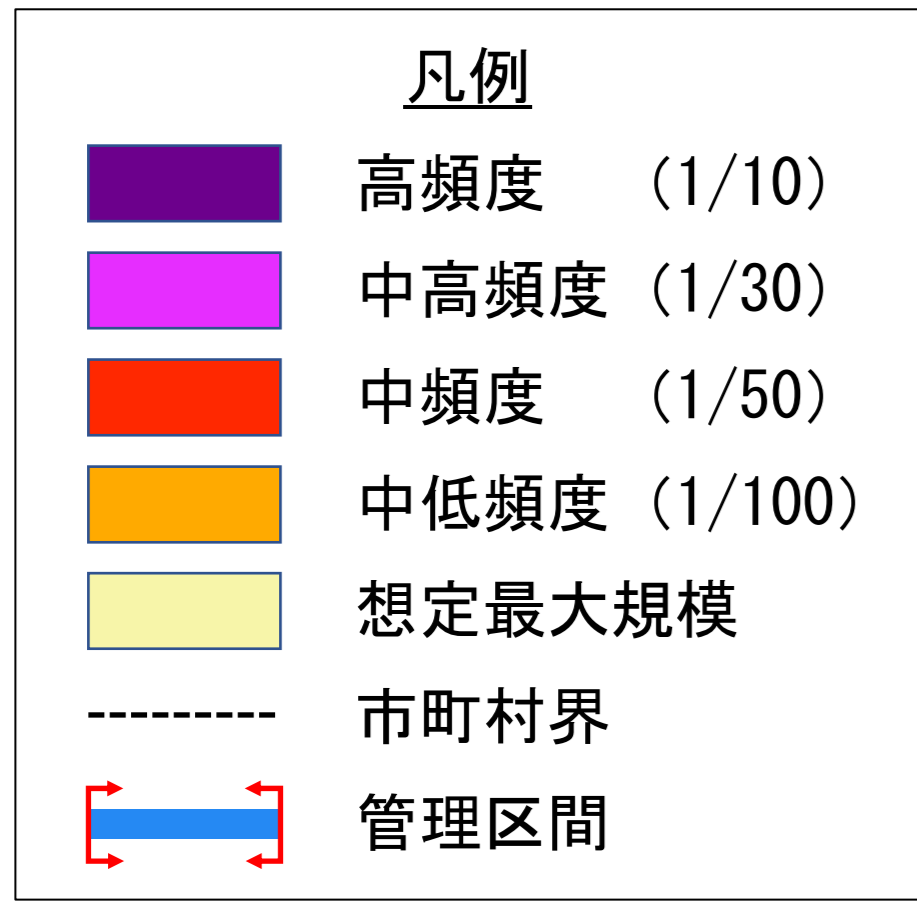 凡例
高頻度　（1/10）
中高頻度（1/30）
中頻度　（1/50）
中低頻度（1/100）
想定最大規模
市町村界
管理区間